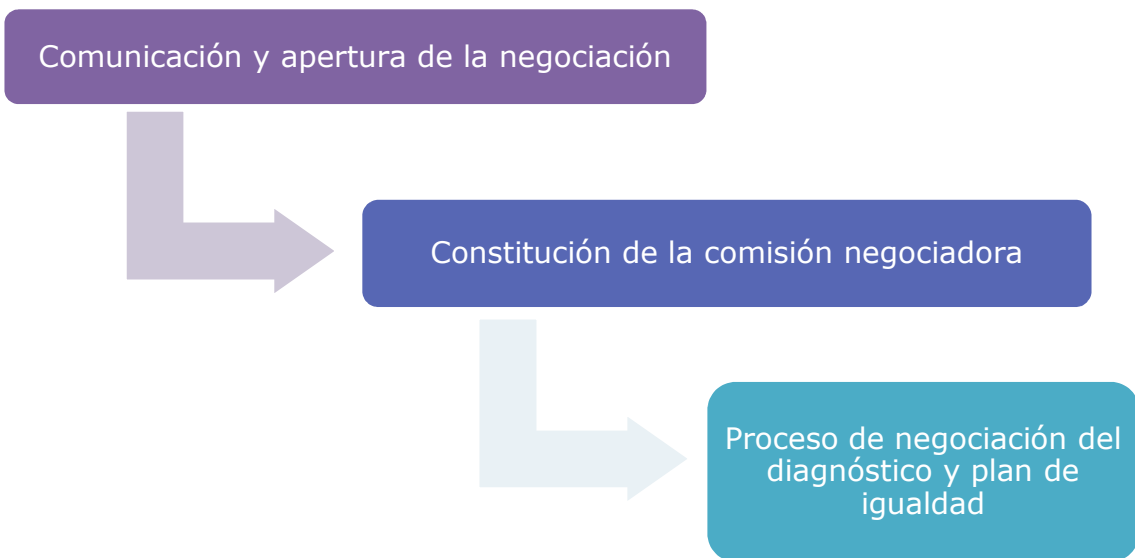 Comunicación y apertura de la negociación
Constitución de la comisión negociadora
Proceso de negociación del
diagnóstico y plan de
igualdad